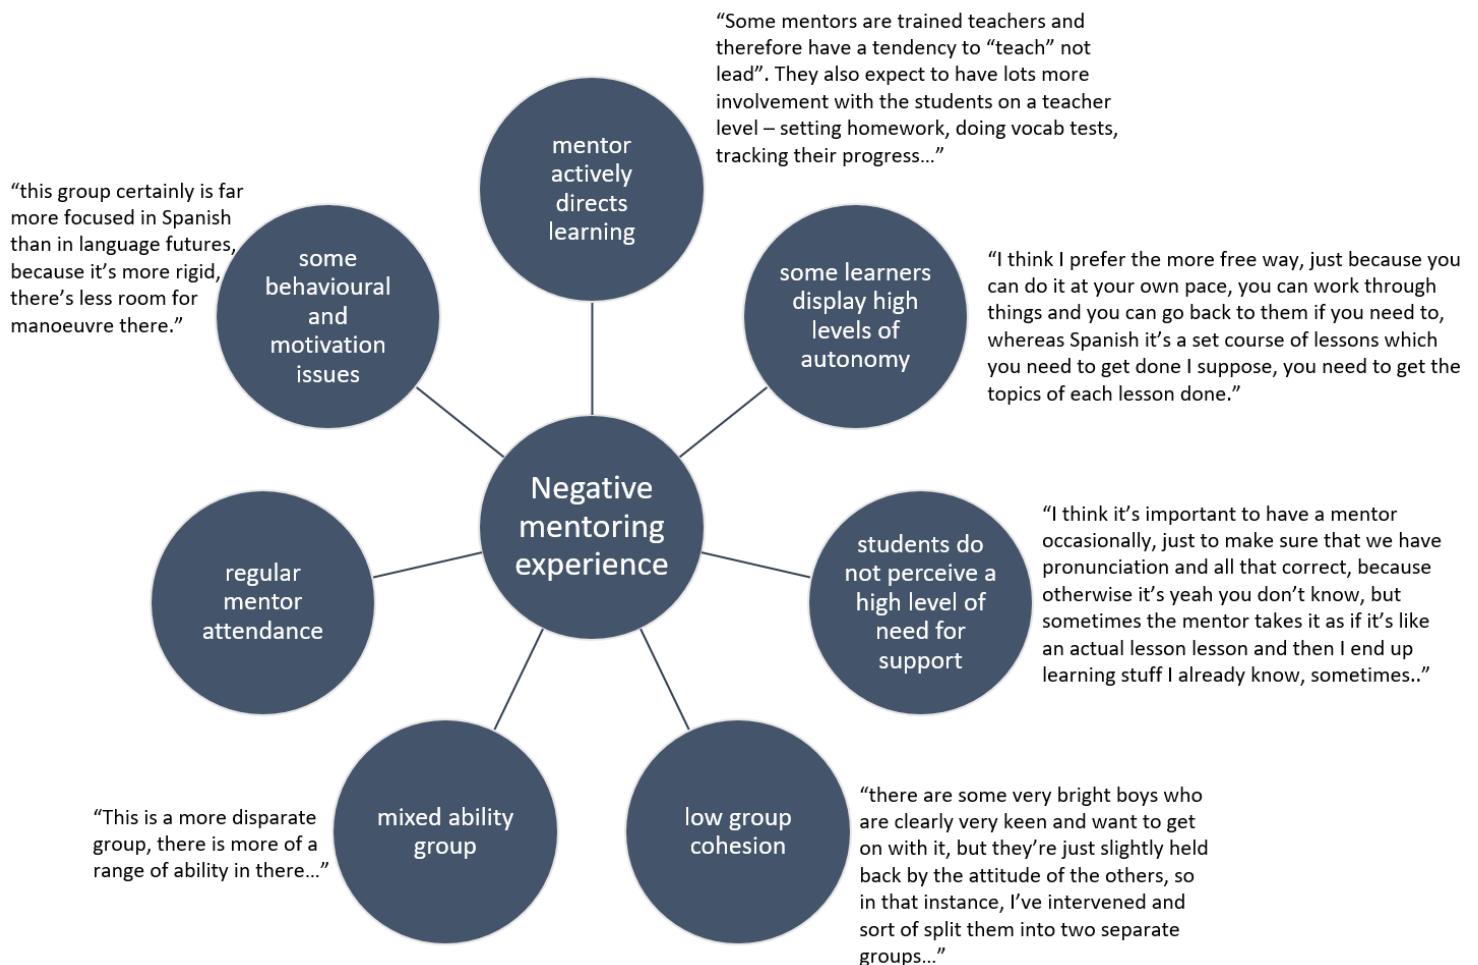 “Some mentors are trained teachers and
therefore have a tendency to “teach” not
lead”. They also expect to have lots more
involvement with the students on a teacher
level – setting homework, doing vocab tests,
tracking their progress…”
mentor
actively
directs
learning
“this group certainly is far
more focused in Spanish
than in language futures,
because it’s more rigid,
there’s less room for
manoeuvre there.”
some
behavioural
and
motivation
issues
some learners
display high
levels of
autonomy
“I think I prefer the more free way, just because you
can do it at your own pace, you can work through
things and you can go back to them if you need to,
whereas Spanish it’s a set course of lessons which
you need to get done I suppose, you need to get the
topics of each lesson done.”
Negative
mentoring
experience
regular
mentor
attendance
students do
not perceive a
high level of
need for
support
“I think it’s important to have a mentor
occasionally, just to make sure that we have
pronunciation and all that correct, because
otherwise it’s yeah you don’t know, but
sometimes the mentor takes it as if it’s like
an actual lesson lesson and then I end up
learning stuff I already know, sometimes..”
“This is a more disparate
group, there is more of a
range of ability in there…”
mixed ability
group
low group
cohesion
“there are some very bright boys who
are clearly very keen and want to get
on with it, but they’re just slightly held
back by the attitude of the others, so
in that instance, I’ve intervened and
sort of split them into two separate
groups…”